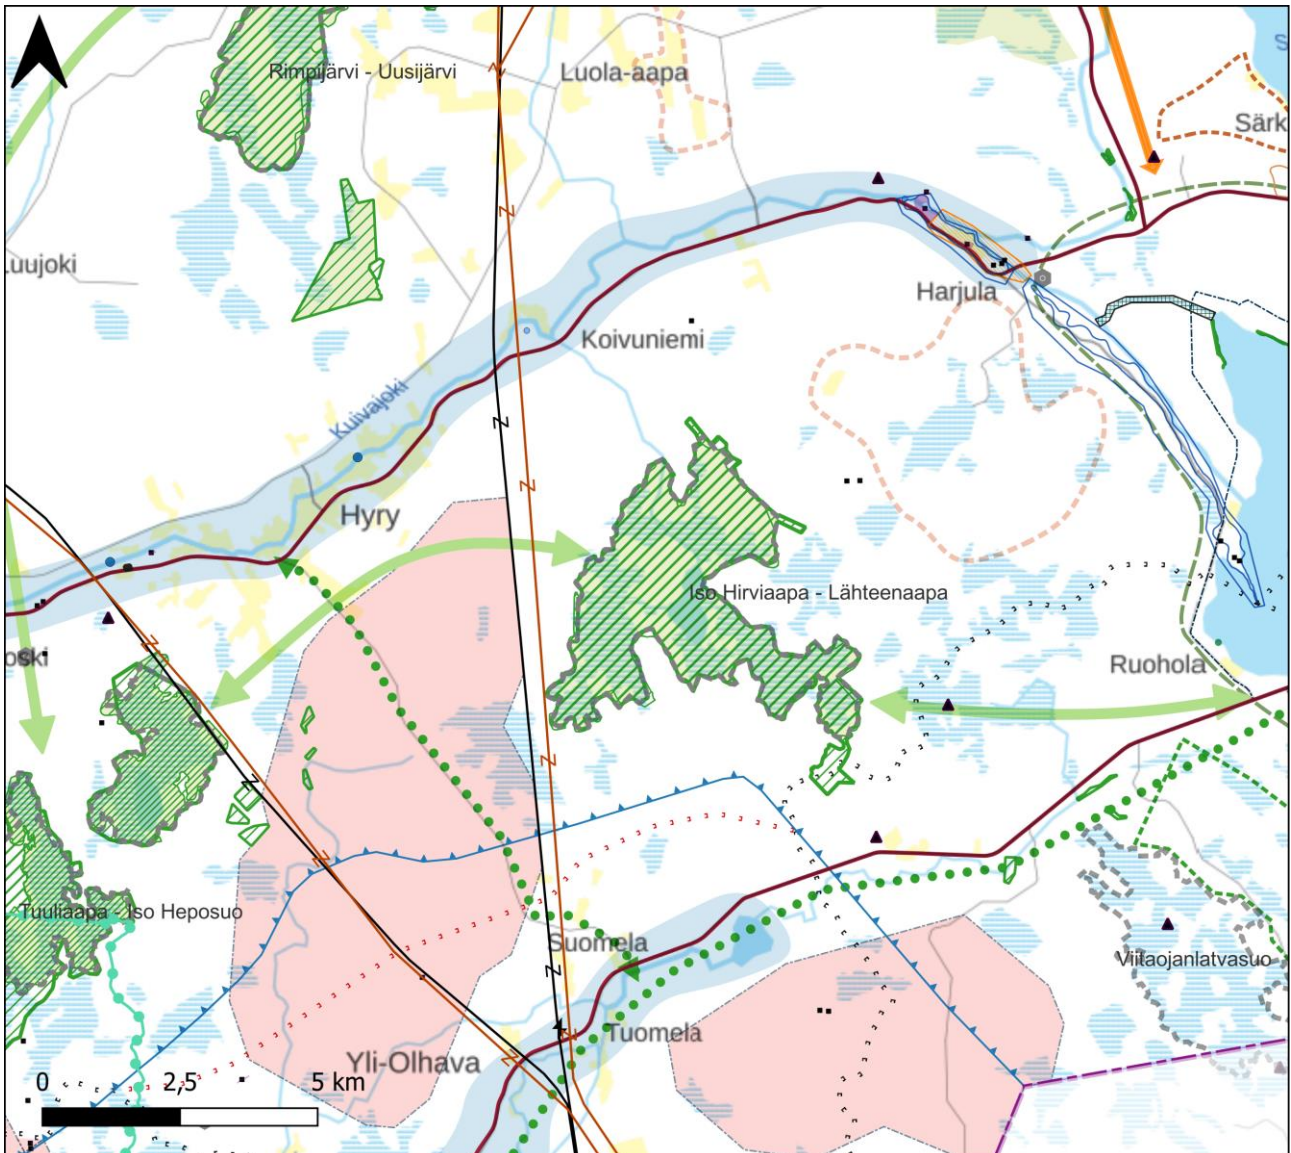 Rimpijärvi - Uusijärvi
Luola-aapa
S
Särk
uujoki
Harjula
Koivuniemi
Kuivajoki
Hyry
Iso Hirviaapa - Lähteenaapa
oski
Ruohola
Tuuliaapa - Iso Heposuo
Suomela
Viitaojanlatvasuo
Tuomela
Yli-Olhava
0 2,5 5 km